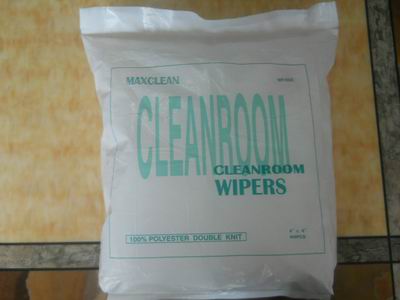 MAXCLEAN
CLEANROOM
CLEANROOM
WIPERS
100% POLYESTER DOUBLE KNIT